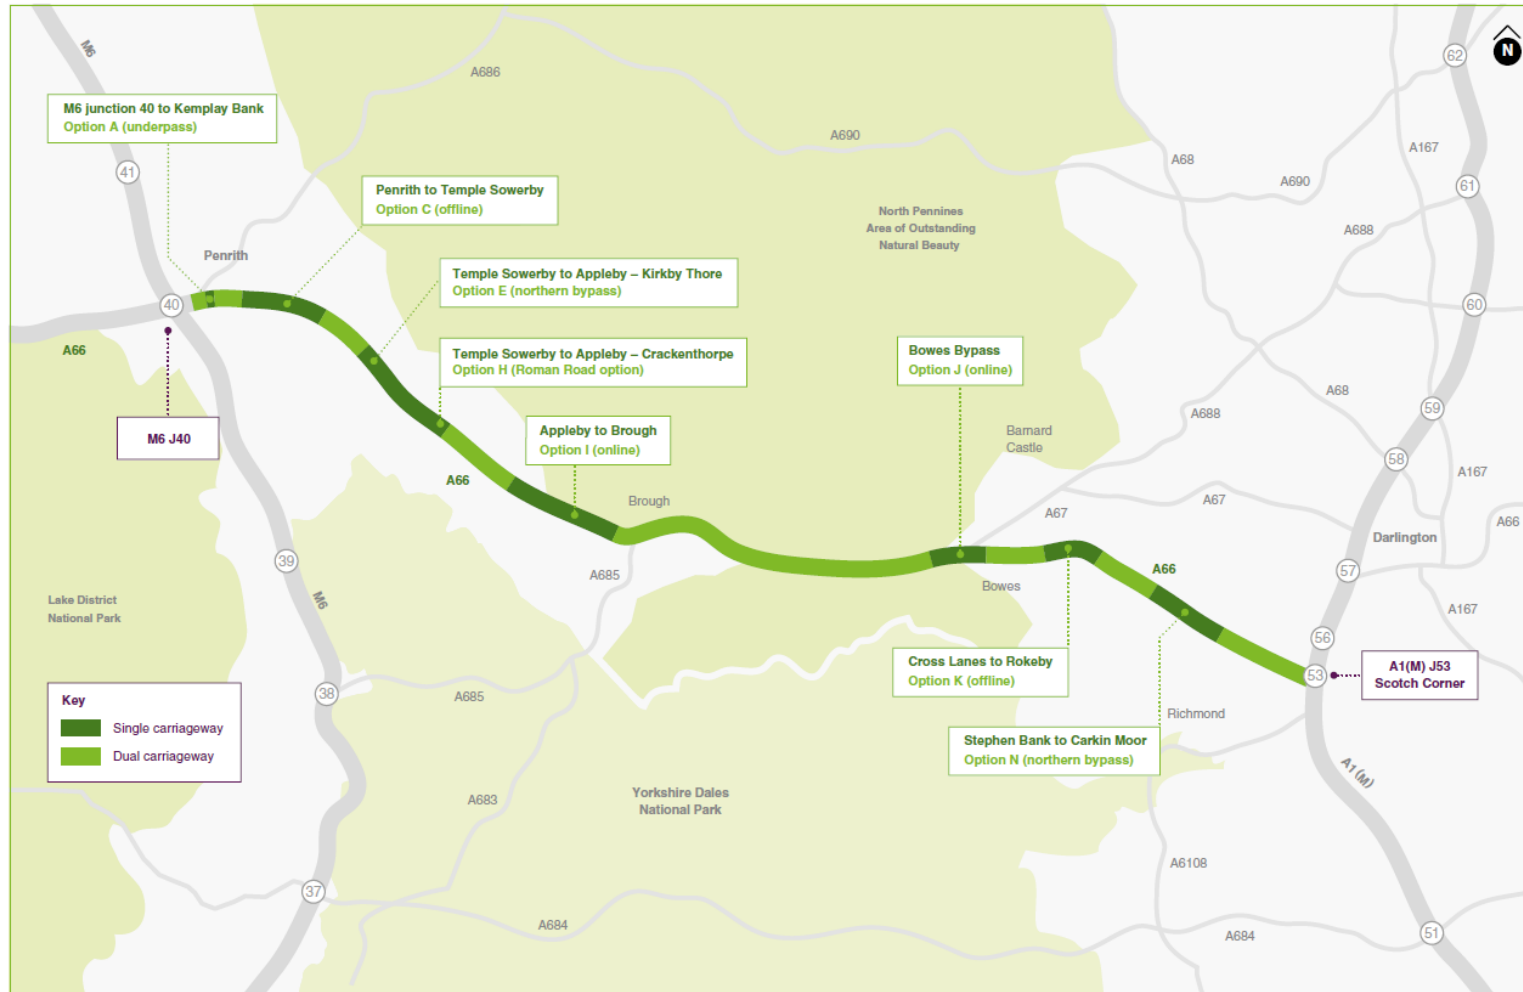 N
M6
62
A686
M6 junction 40 to Kemplay Bank
Option A (underpass)
A690
A167
A68
41
Penrith to Temple Sowerby
Option C (offline)
A690
61
North Pennines
Area of Outstanding
Natural Beauty
A688
Penrith
Temple Sowerby to Appleby – Kirkby Thore
Option E (northern bypass)
40
60
A66
Temple Sowerby to Appleby – Crackenthorpe
Option H (Roman Road option)
Bowes Bypass
Option J (online)
A68
59
M6 J40
Appleby to Brough
Option I (online)
Barnard
Castle
A688
58
A66
A167
Brough
A67
A67
A66
Darlington
39
A685
A66
57
Bowes
M6
Lake District
National Park
A167
56
Cross Lanes to Rokeby
Option K (offline)
53
A1(M) J53
Scotch Corner
38
A685
Key
Single carriageway
Dual carriageway
Richmond
Stephen Bank to Carkin Moor
Option N (northern bypass)
A1(M)
Yorkshire Dales
National Park
A683
A6108
37
A684
A684
51